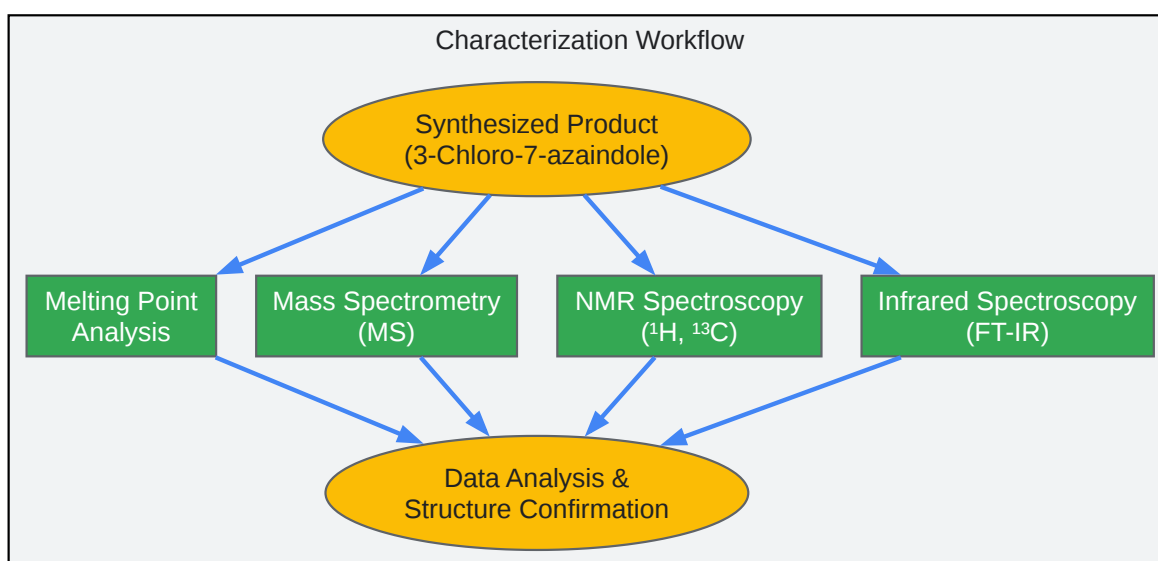 Characterization Workflow
Synthesized Product
(3-Chloro-7-azaindole)
Melting Point
Analysis
Mass Spectrometry
(MS)
NMR Spectroscopy
(¹H, ¹³C)
Infrared Spectroscopy
(FT-IR)
Data Analysis &
Structure Confirmation